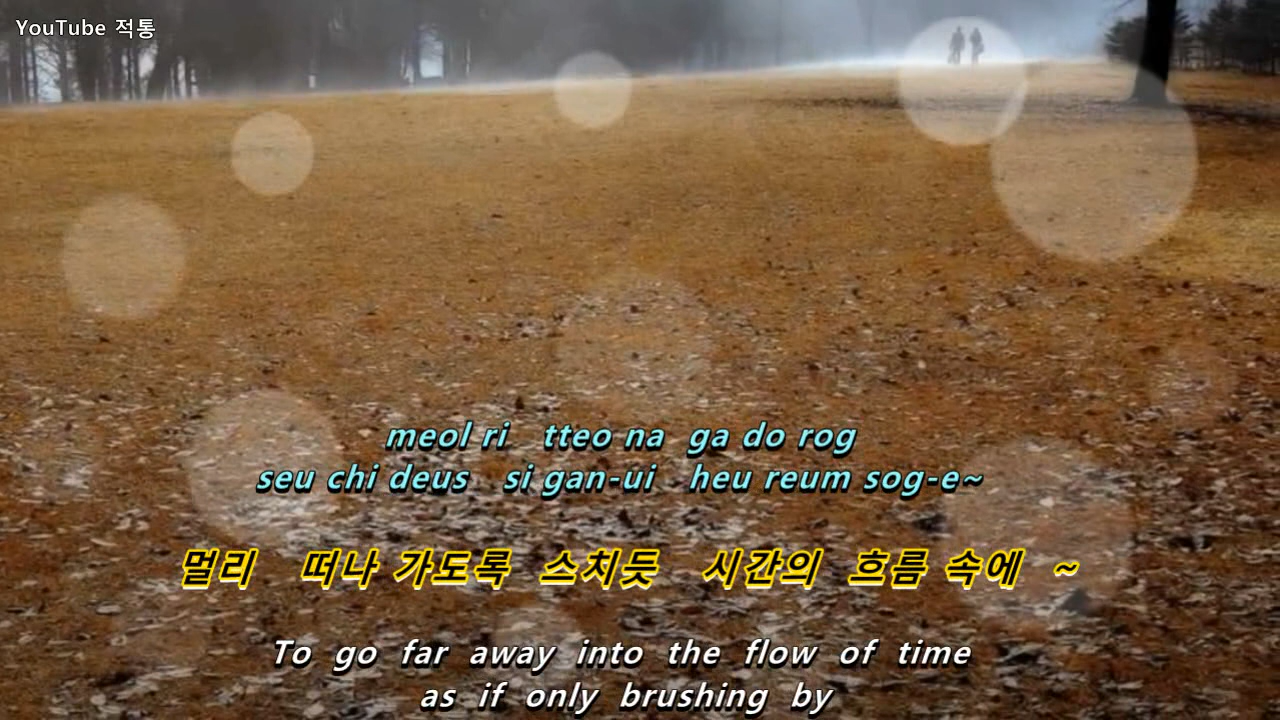 YouTube 적통
meol ri tteo na ga do rog
seu chi deus si gan-ui heu reum sog-e~
멀리 떠나 가도록 스치듯 시간의 흐름 속에 ~
To go far away into the flow of time
as if only brushing by